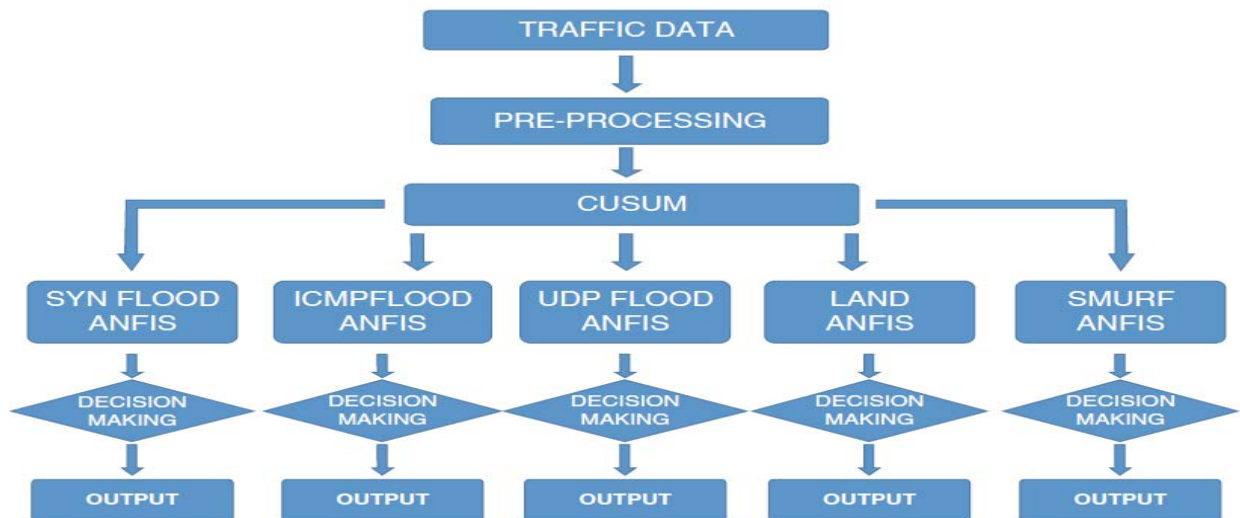 TRAFFIC DATA
PRE-PROCESSING
CUSUM
SYN FLOOD
ANFIS
ICMPFLOOD
ANFIS
UDP FLOOD
ANFIS
LAND
ANFIS
SMURF
ANFIS
DECISION
MAKING
DECISION
MAKING
DECISION
MAKING
DECISION
MAKING
DECISION
MAKING
OUTPUT
OUTPUT
OUTPUT
OUTPUT
OUTPUT